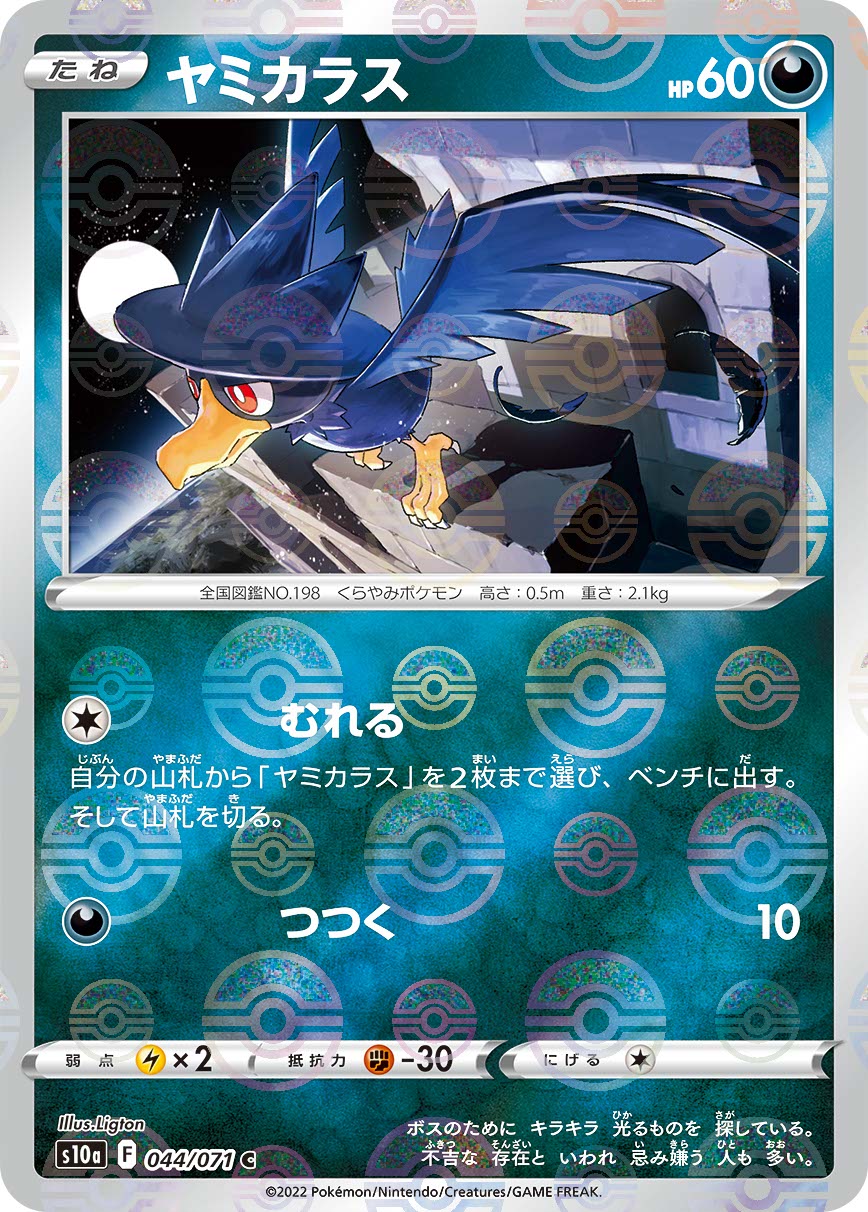 たね ヤミカラス HP60
全国図鑑NO.198 くらやみポケモン 高さ:0.5m 重さ:2.1kg
むれる
自分の山札から「ヤミカラス」を2枚まで選び、ベンチに出す。
そして山札を切る。
つつく 10
弱点 ×2 抵抗力 -30 にげる
Illus.Ligton
ボスのために キラキラ 光るものを 探している。
不吉な 存在と いわれ 忌み嫌う 人も 多い。
s10a F 044/071 C
©2022 Pokémon/Nintendo/Creatures/GAME FREAK.